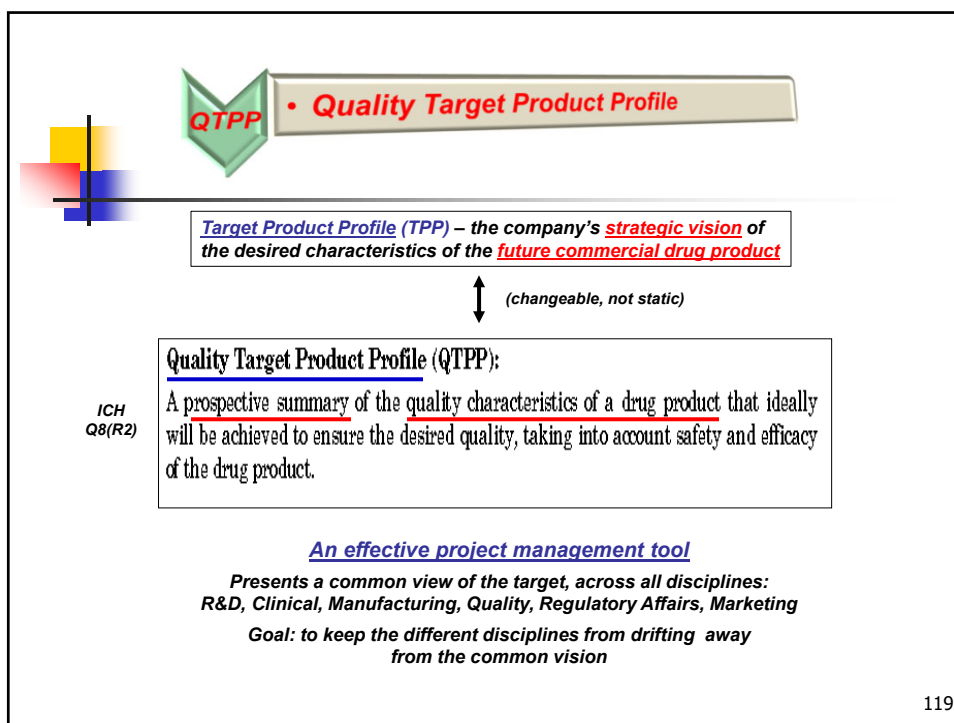 QTPP
• Quality Target Product Profile
Target Product Profile (TPP) – the company’s strategic vision of
the desired characteristics of the future commercial drug product
(changeable, not static)
Quality Target Product Profile (QTPP):
A prospective summary of the quality characteristics of a drug product that ideally
will be achieved to ensure the desired quality, taking into account safety and efficacy
of the drug product.
ICH
Q8(R2)
An effective project management tool
Presents a common view of the target, across all disciplines:
R&D, Clinical, Manufacturing, Quality, Regulatory Affairs, Marketing
Goal: to keep the different disciplines from drifting away
from the common vision
119